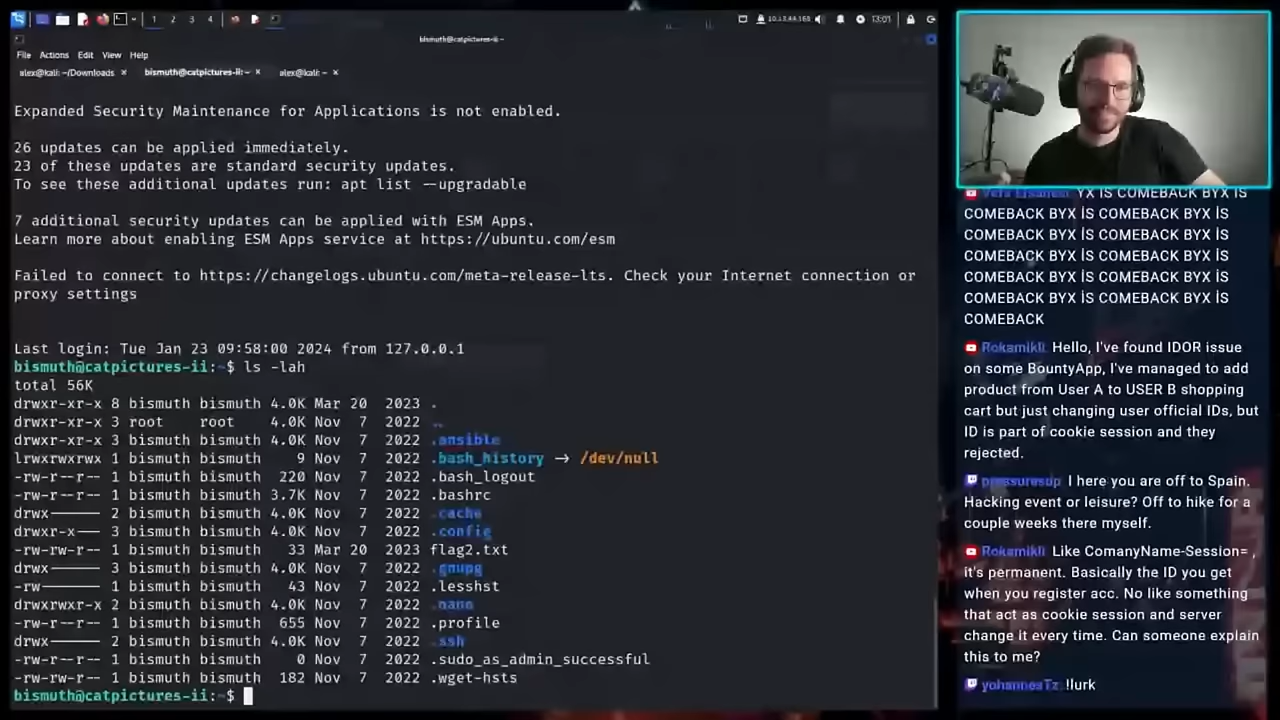 1 2 3 4
13:01
bismuth@catpictures-ii:~
File Actions Edit View Help
alex@kali: ~/Downloads × bismuth@catpictures-ii: ~ × alex@kali: ~ ×
Expanded Security Maintenance for Applications is not enabled.
26 updates can be applied immediately.
23 of these updates are standard security updates.
To see these additional updates run: apt list --upgradable
7 additional security updates can be applied with ESM Apps.
Learn more about enabling ESM Apps service at https://ubuntu.com/esm
Failed to connect to https://changelogs.ubuntu.com/meta-release-lts. Check your Internet connection or
proxy settings
Last login: Tue Jan 23 09:58:00 2024 from 127.0.0.1
bismuth@catpictures-ii:~$ ls -lah
total 56K
drwxr-xr-x 8 bismuth bismuth 4.0K Mar 20 2023 .
drwxr-xr-x 3 root root 4.0K Nov 7 2022 ..
drwxr-xr-x 3 bismuth bismuth 4.0K Nov 7 2022 .ansible
lrwxrwxrwx 1 bismuth bismuth 9 Nov 7 2022 .bash_history -> /dev/null
-rw-r--r-- 1 bismuth bismuth 220 Nov 7 2022 .bash_logout
-rw-r--r-- 1 bismuth bismuth 3.7K Nov 7 2022 .bashrc
drwx------ 2 bismuth bismuth 4.0K Nov 7 2022 .cache
drwxr-x--- 3 bismuth bismuth 4.0K Nov 7 2022 .config
-rw-rw-r-- 1 bismuth bismuth 33 Mar 20 2023 flag2.txt
drwx------ 3 bismuth bismuth 4.0K Nov 7 2022 .gnupg
-rw------- 1 bismuth bismuth 43 Nov 7 2022 .lesshst
drwxrwxr-x 2 bismuth bismuth 4.0K Nov 7 2022 .nano
-rw-r--r-- 1 bismuth bismuth 655 Nov 7 2022 .profile
drwx------ 2 bismuth bismuth 4.0K Nov 7 2022 .ssh
-rw-r--r-- 1 bismuth bismuth 0 Nov 7 2022 .sudo_as_admin_successful
-rw-rw-r-- 1 bismuth bismuth 182 Nov 7 2022 .wget-hsts
bismuth@catpictures-ii:~$
YX İS COMEBACK BYX İS
COMEBACK BYX İS COMEBACK BYX İS
COMEBACK BYX İS COMEBACK BYX İS
COMEBACK BYX İS COMEBACK BYX İS
COMEBACK BYX İS COMEBACK BYX İS
COMEBACK BYX İS COMEBACK BYX İS
COMEBACK
Rokamikli Hello, I've found IDOR issue
on some BountyApp, I've managed to add
product from User A to USER B shopping
cart but just changing user official IDs, but
ID is part of cookie session and they
rejected.
pressuresup I here you are off to Spain.
Hacking event or leisure? Off to hike for a
couple weeks there myself.
Rokamikli Like ComanyName-Session= ,
it's permanent. Basically the ID you get
when you register acc. No like something
that act as cookie session and server
change it every time. Can someone explain
this to me?
yohannesTz !lurk